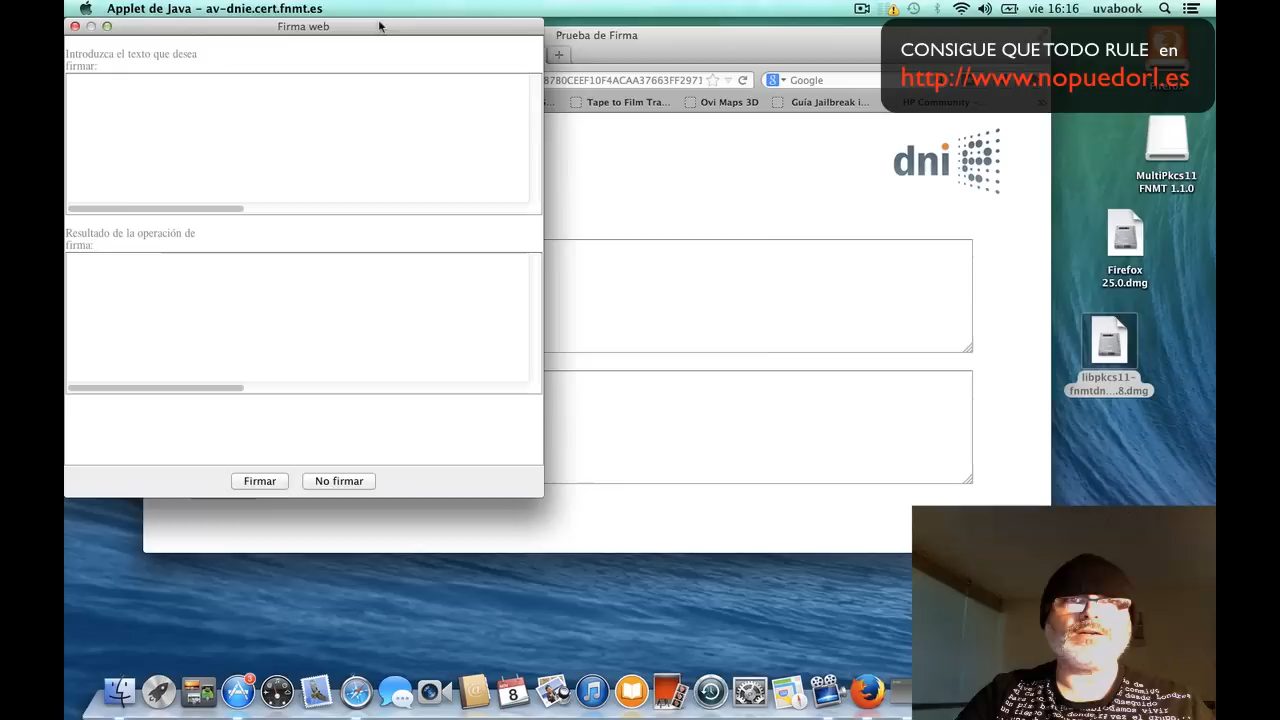 Applet de Java - av-dnie.cert.fnmt.es
vie 16:16
uvabook
Firma web
Prueba de Firma
CONSIGUE QUE TODO RULE en
http://www.nopuedorl.es
Introduzca el texto que desea
firmar:
Google
Tape to Film Tra...
Ovi Maps 3D
Guía Jailbreak i...
HP Community -...
dni
MultiPkcs11
FNMT 1.1.0
Firefox
25.0.dmg
Resultado de la operación de
firma:
libpkcs11-
fnmtdn....8.dmg
Firmar
No firmar
3
8